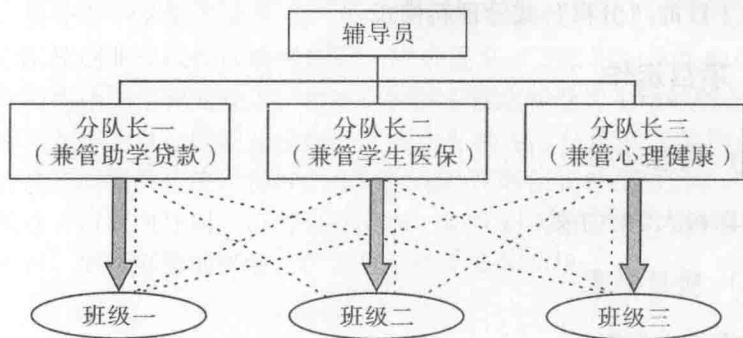 辅导员
分队长一
（兼管助学贷款）
分队长二
（兼管学生医保）
分队长三
（兼管心理健康）
班级一
班级二
班级三